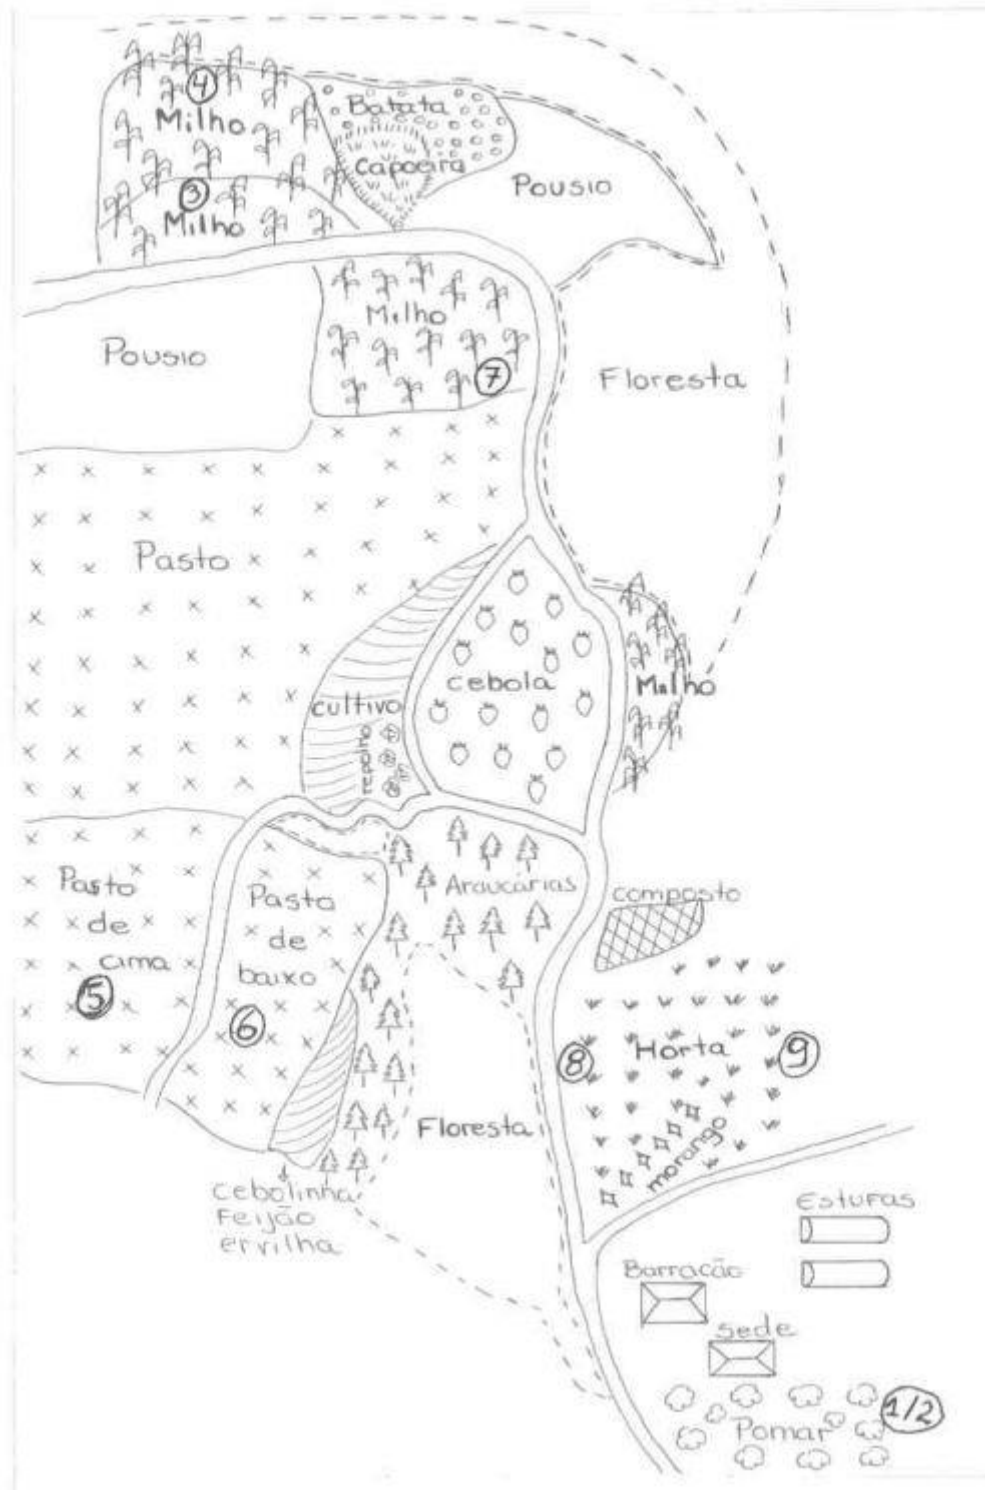 4
Milho
Batata
Capoeira
Pousio
3
Milho
Milho
Pousio
7
Floresta
Pasto
cebola
Milho
cultivo
repolho
Pasto
de
cima
5
Pasto
de
baixo
6
Araucárias
composto
Horta
8
9
morango
Floresta
Cebolinha
Feijão
ervilha
Esturas
Barracão
Sede
1/2
Pomar